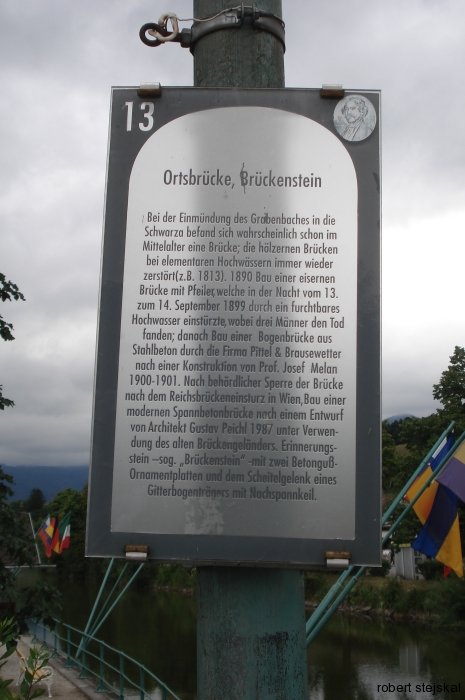 13
Ortsbrücke, Brückenstein
Bei der Einmündung des Grabenbaches in die
Schwarza befand sich wahrscheinlich schon im
Mittelalter eine Brücke; die hölzernen Brücken
bei elementaren Hochwässern immer wieder
zerstört(z.B. 1813). 1890 Bau einer eisernen
Brücke mit Pfeiler,welche in der Nacht vom 13.
zum 14. September 1899 durch ein furchtbares
Hochwasser einstürzte,wobei drei Männer den Tod
fanden; danach Bau einer Bogenbrücke aus
Stahlbeton durch die Firma Pittel & Brausewetter
nach einer Konstruktion von Prof. Josef Melan
1900-1901. Nach behördlicher Sperre der Brücke
nach dem Reichsbrückeneinsturz in Wien,Bau einer
modernen Spannbetonbrücke nach einem Entwurf
von Architekt Gustav Peichl 1987 unter Verwen-
dung des alten Brückengeländers. Erinnerungs-
stein –sog. „Brückenstein" -mit zwei Betonguß-
Ornamentplatten und dem Scheitelgelenk eines
Gitterbogenträgers mit Nachspannkeil.
robert stejskal